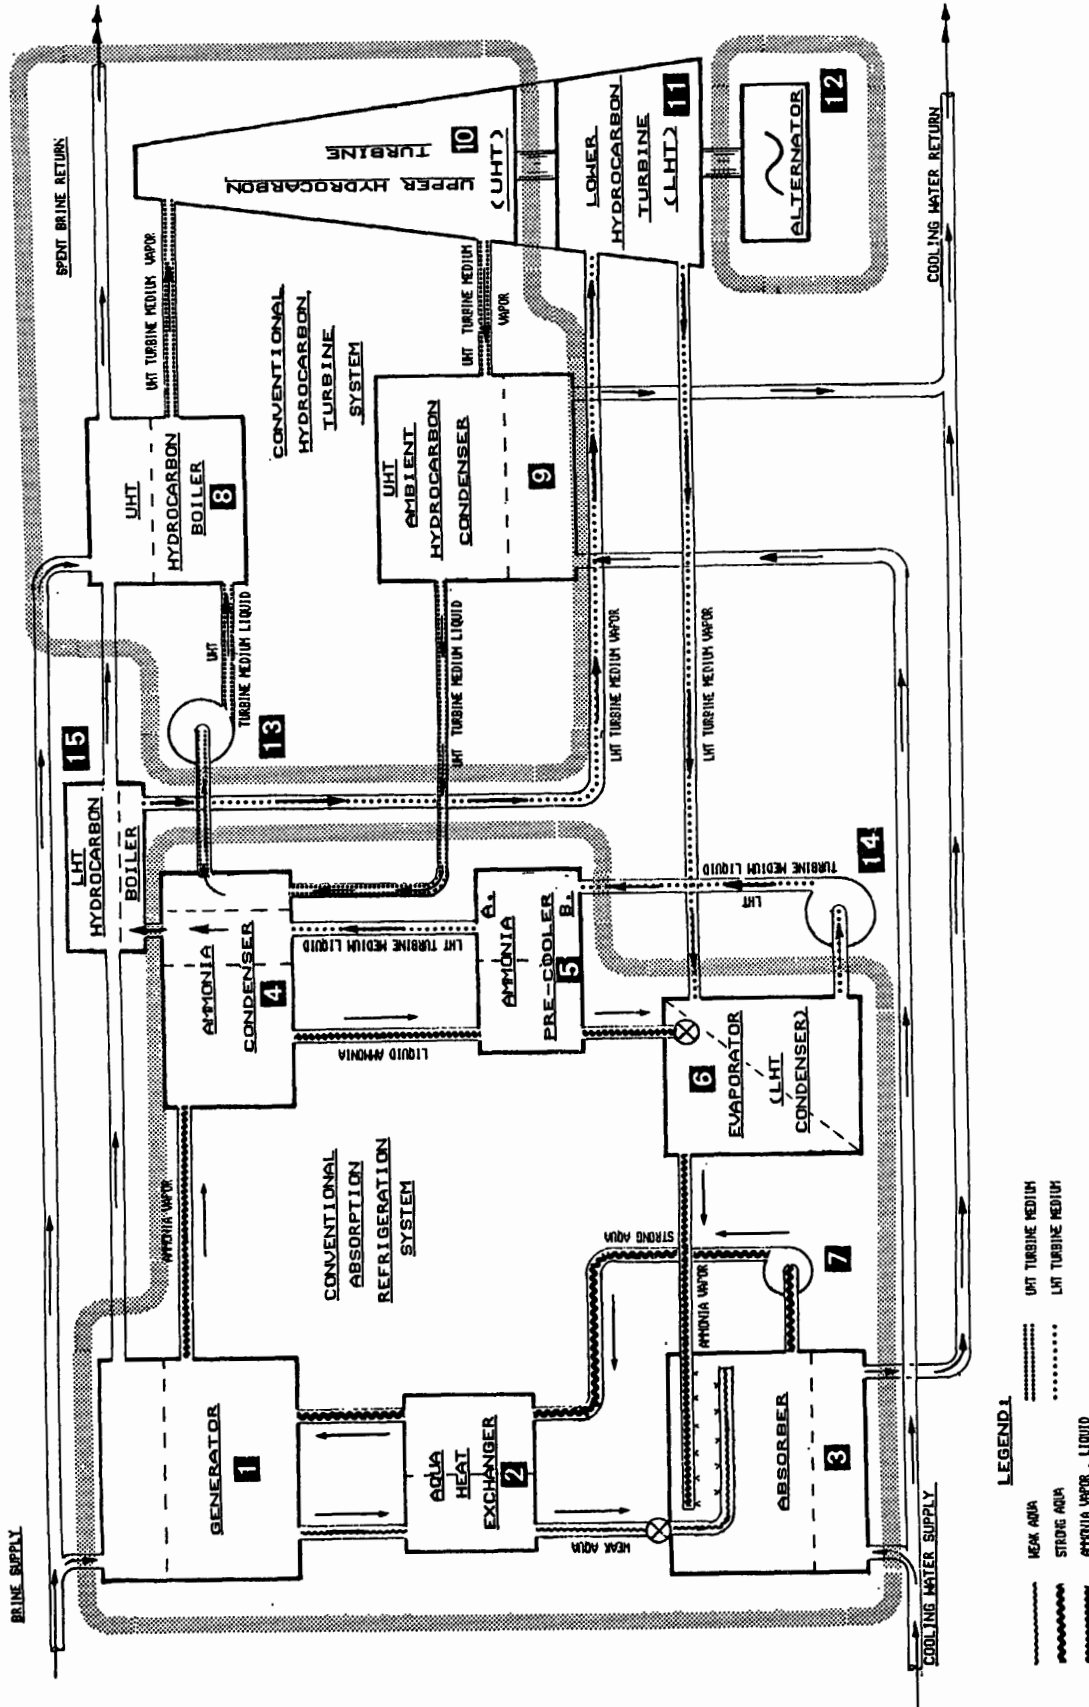 BRINE SUPPLY
SPENT BRINE RETURN
LHT
HYDROCARBON
BOILER
15
UHT
HYDROCARBON
BOILER
8
UHT TURBINE MEDIUM VAPOR
UPPER HYDROCARBON
TURBINE
(UHT)
10
GENERATOR
1
AMMONIA VAPOR
AMMONIA
CONDENSER
4
13
UHT
TURBINE MEDIUM LIQUID
CONVENTIONAL
HYDROCARBON
TURBINE
SYSTEM
UHT TURBINE MEDIUM
VAPOR
LHT TURBINE MEDIUM LIQUID
LIQUID AMMONIA
UHT TURBINE MEDIUM LIQUID
UHT
AMBIENT
HYDROCARBON
CONDENSER
9
AQUA
HEAT
EXCHANGER
2
CONVENTIONAL
ABSORPTION
REFRIGERATION
SYSTEM
A.
AMMONIA
PRE-COOLER
B.
5
LOWER
HYDROCARBON
TURBINE
(LHT)
11
LHT TURBINE MEDIUM VAPOR
WEAK AQUA
STRONG AQUA
AMMONIA VAPOR
6
EVAPORATOR
(LHT
CONDENSER)
LHT TURBINE MEDIUM VAPOR
LHT
TURBINE MEDIUM LIQUID
14
ALTERNATOR
12
ABSORBER
3
7
COOLING WATER SUPPLY
COOLING WATER RETURN
LEGEND:
WEAK AQUA
STRONG AQUA
AMMONIA VAPOR, LIQUID
UHT TURBINE MEDIUM
LHT TURBINE MEDIUM